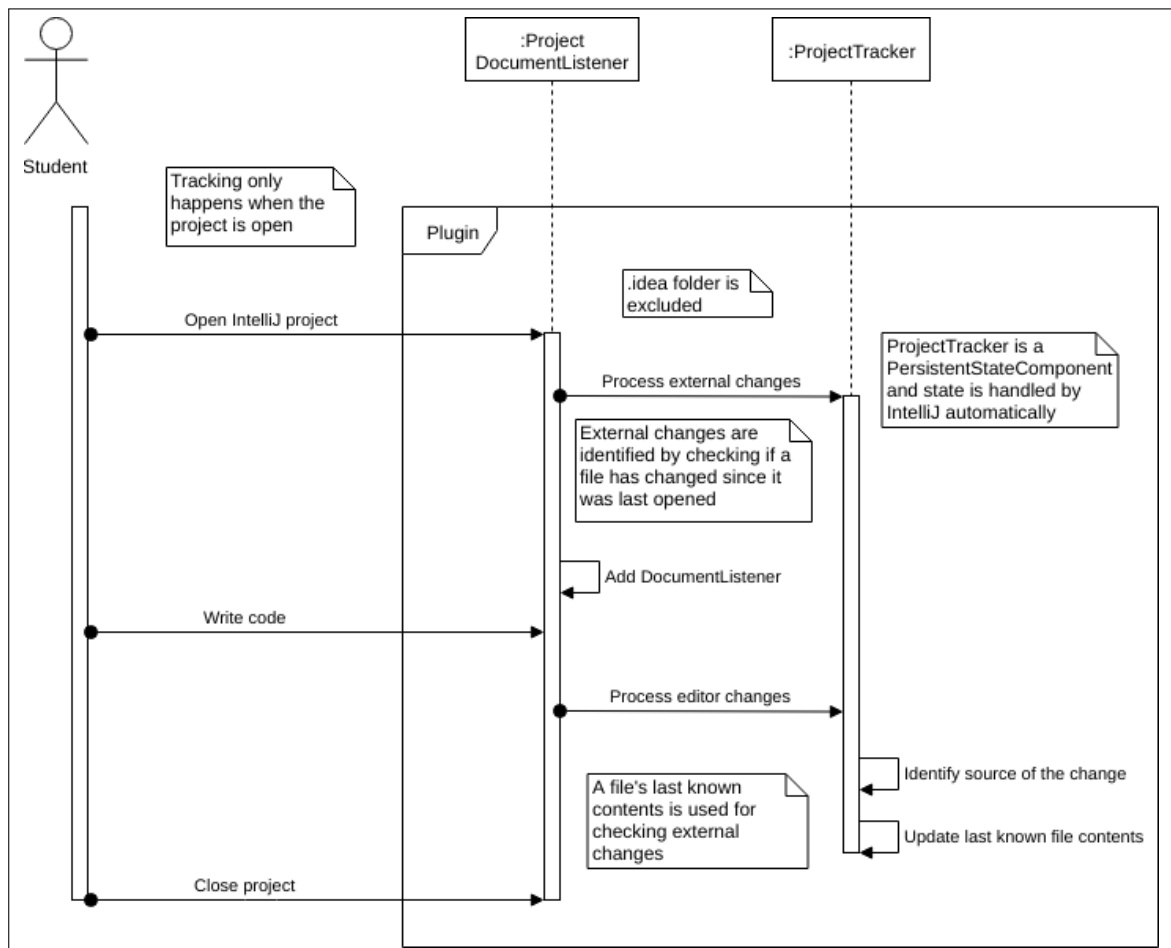 :Project
DocumentListener
:ProjectTracker
Student
Tracking only
happens when the
project is open
Plugin
.idea folder is
excluded
Open IntelliJ project
ProjectTracker is a
PersistentStateComponent
and state is handled by
IntelliJ automatically
Process external changes
External changes are
identified by checking if a
file has changed since it
was last opened
Add DocumentListener
Write code
Process editor changes
Identify source of the change
A file's last known
contents is used for
checking external
changes
Update last known file contents
Close project